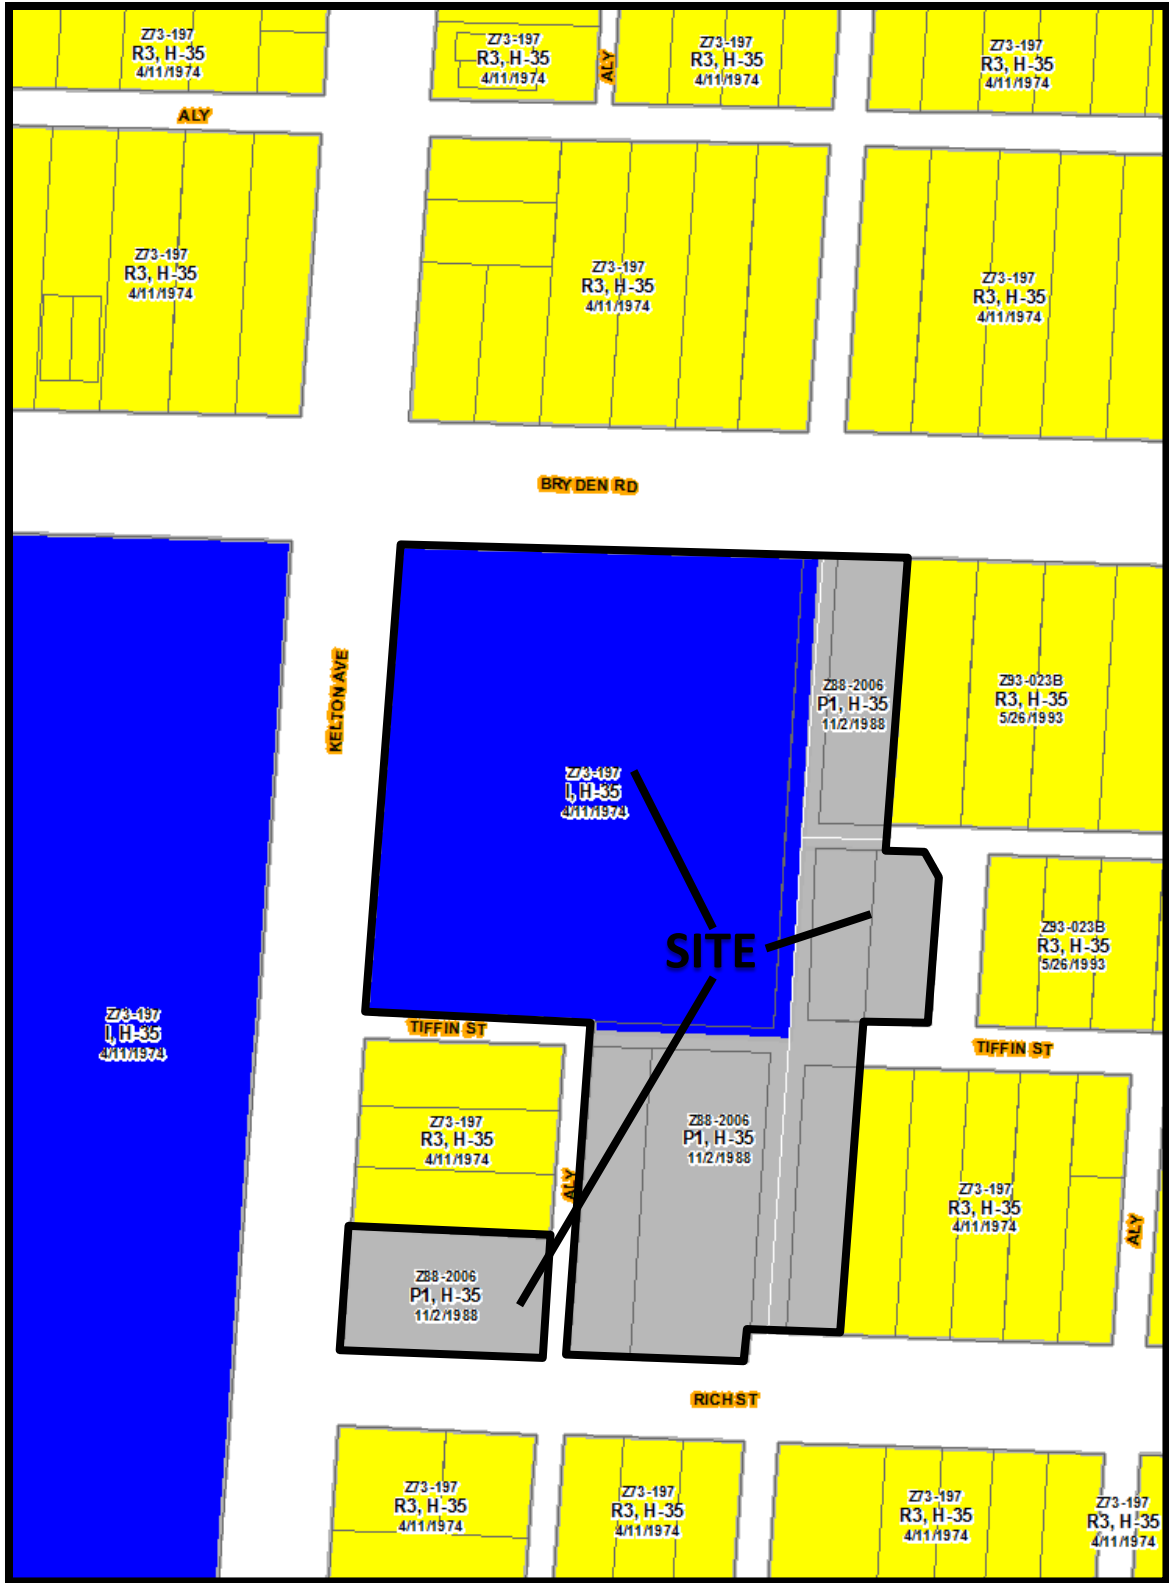 Z73-197
R3, H-35
4/11/1974
Z73-197
R3, H-35
4/11/1974
ALY
Z73-197
R3, H-35
4/11/1974
Z73-197
R3, H-35
4/11/1974
ALY
Z73-197
R3, H-35
4/11/1974
Z73-197
R3, H-35
4/11/1974
Z73-197
R3, H-35
4/11/1974
BRYDEN RD
KELTON AVE
Z88-2006
P1, H-35
11/2/1988
Z93-023B
R3, H-35
5/26/1993
Z73-197
I, H-35
4/11/1974
SITE
Z93-023B
R3, H-35
5/26/1993
Z73-197
I, H-35
4/11/1974
TIFFIN ST
TIFFIN ST
Z73-197
R3, H-35
4/11/1974
Z88-2006
P1, H-35
11/2/1988
ALY
Z73-197
R3, H-35
4/11/1974
ALY
Z88-2006
P1, H-35
11/2/1988
RICH ST
Z73-197
R3, H-35
4/11/1974
Z73-197
R3, H-35
4/11/1974
Z73-197
R3, H-35
4/11/1974
Z73-197
R3, H-35
4/11/1974